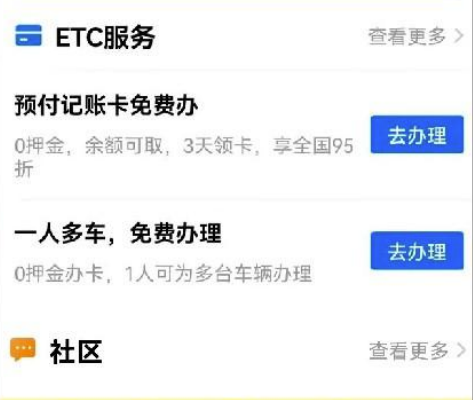 ETC服务 查看更多
预付记账卡免费办
0押金，余额可取，3天领卡，享全国95
折
去办理
一人多车，免费办理
0押金办卡，1人可为多台车辆办理
去办理
社区 查看更多